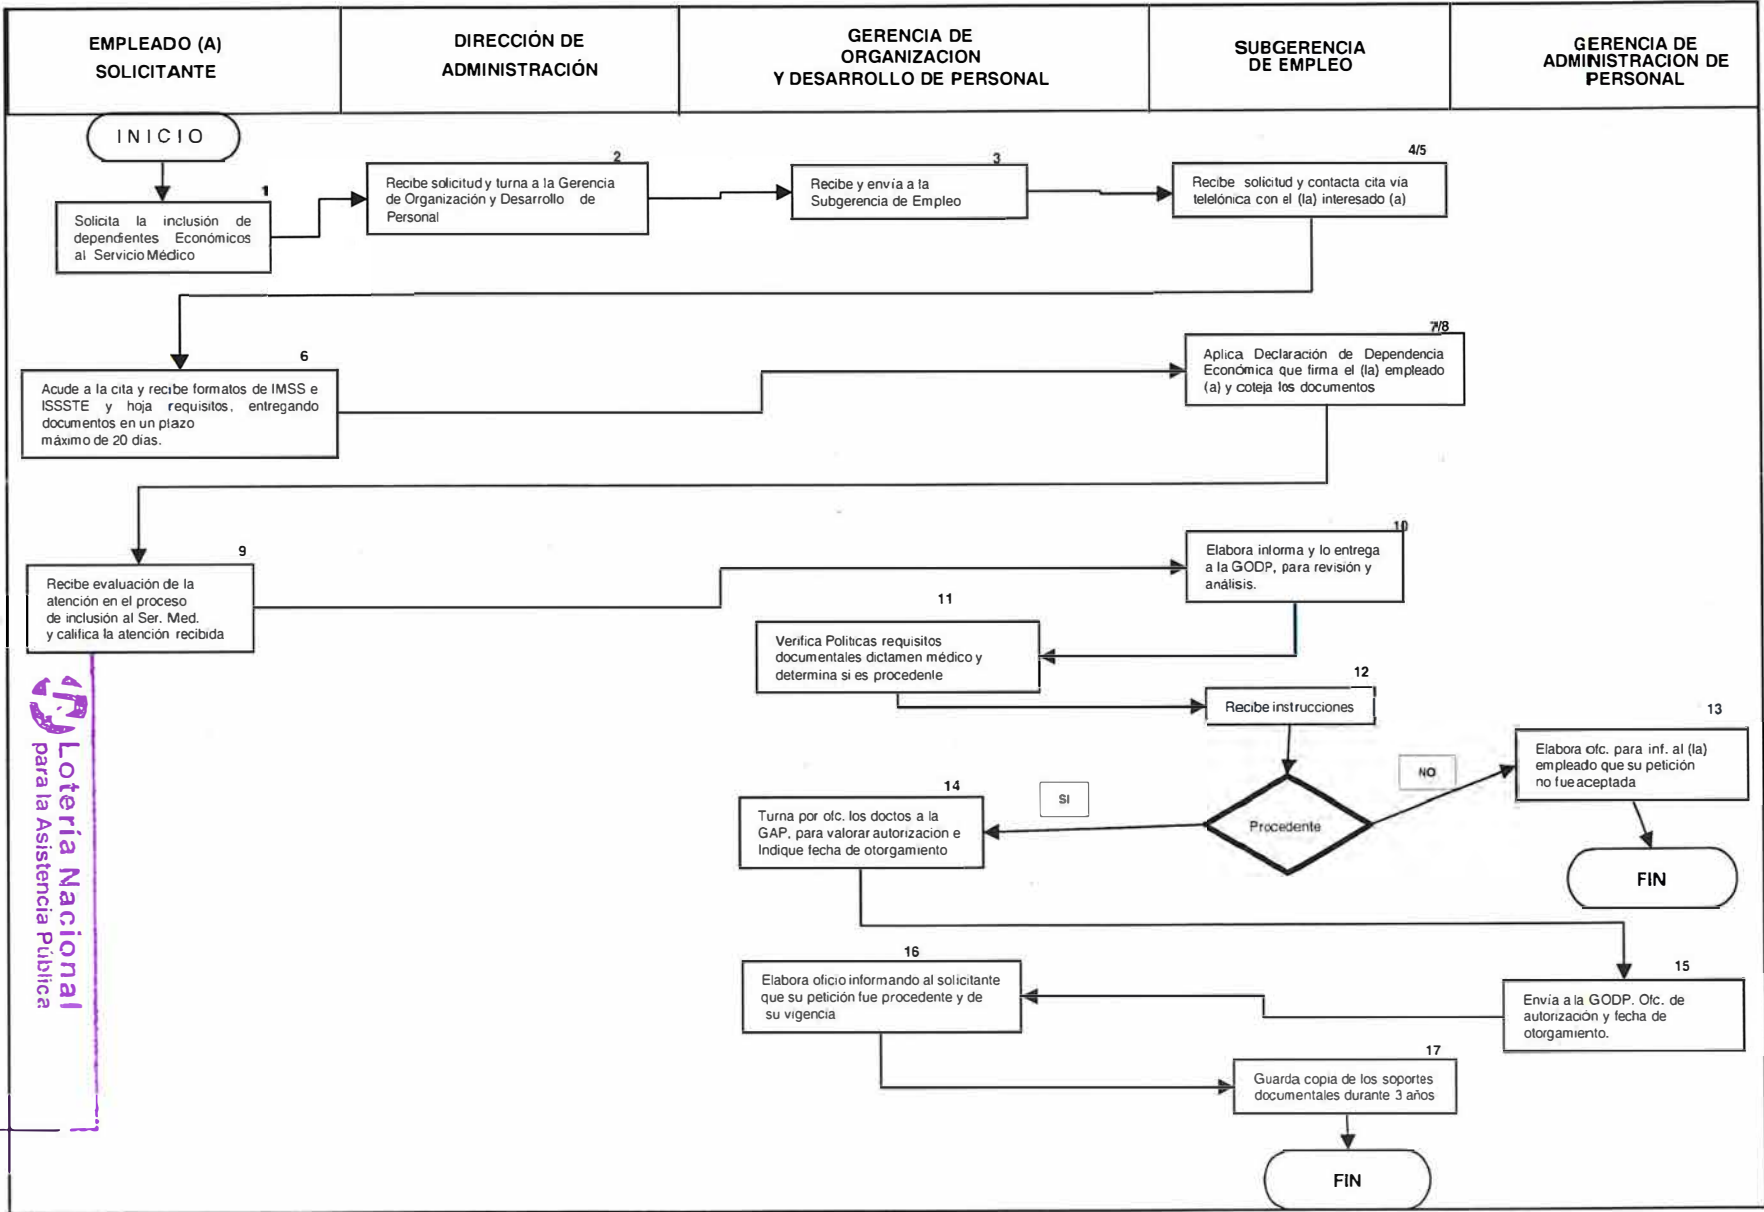 EMPLEADO (A)
SOLICITANTE
DIRECCIÓN DE
ADMINISTRACIÓN
GERENCIA DE
ORGANIZACION
Y DESARROLLO DE PERSONAL
SUBGERENCIA
DE EMPLEO
GERENCIA DE
ADMINISTRACION DE
PERSONAL
INICIO
1
Solicita la inclusión de
dependientes Económicos
al Servicio Médico
2
Recibe solicitud y turna a la Gerencia
de Organización y Desarrollo de
Personal
3
Recibe y envía a la
Subgerencia de Empleo
4/5
Recibe solicitud y contacta cita vía
telelónica con el (la) interesado (a)
6
Acude a la cita y recibe formatos de IMSS e
ISSSTE y hoja requisitos, entregando
documentos en un plazo
máximo de 20 días.
7/8
Aplica Declaración de Dependencia
Económica que firma el (la) empleado
(a) y coteja los documentos
9
Recibe evaluación de la
atención en el proceso
de inclusión al Ser. Med.
y califica la atención recibida
10
Elabora informa y lo entrega
a la GODP, para revisión y
análisis.
11
Verifica Politicas requisitos
documentales dictamen médico y
determina si es procedente
12
Recibe instrucciones
Procedente
NO
13
Elabora ofc. para inf. al (la)
empleado que su petición
no fue aceptada
FIN
SI
14
Turna por ofc. los doctos a la
GAP, para valorar autorizacion e
Indique fecha de otorgamiento
15
Envía a la GODP. Ofc. de
autorización y fecha de
otorgamiento.
16
Elabora oficio informando al solicitante
que su petición fue procedente y de
su vigencia
17
Guarda copia de los soportes
documentales durante 3 años
FIN
Lotería Nacional
para la Asistencia Pública